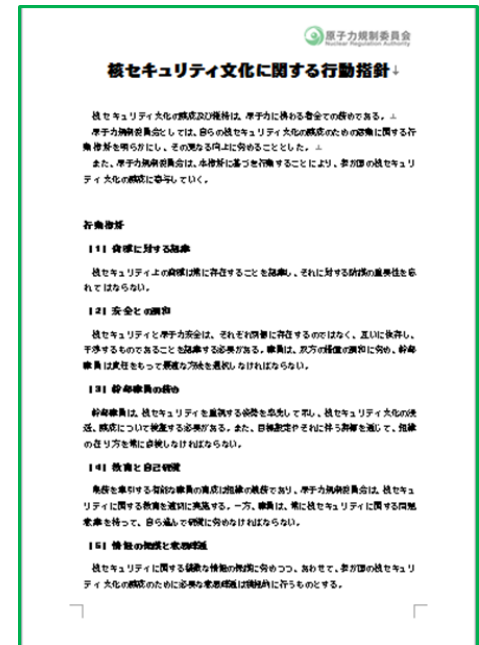 原子力規制委員会
Nuclear Regulation Authority
核セキュリティ文化に関する行動指針↓
核セキュリティ文化の醸成及び維持は、原子力に携わる者全ての務めである。↓
原子力規制委員会としては、自らの核セキュリティ文化の醸成のための活動に関する行
動指針を明らかにし、その更なる向上に努めることとした。↓
また、原子力規制委員会は、本指針に基づき行動することにより、我が国の核セキュリ
ティ文化の醸成に寄与していく。
行動指針
［１］脅威に対する認識
核セキュリティ上の脅威は常に存在することを認識し、それに対する防護の重要性を忘
れてはならない。
［２］安全との調和
核セキュリティと原子力安全は、それぞれ別個に存在するのではなく、互いに依存し、
干渉するものであることを認識する必要がある。職員は、双方の措置の調和に努め、幹部
職員は責任をもって最適な方法を選択しなければならない。
［３］幹部職員の務め
幹部職員は、核セキュリティを重視する姿勢を率先して示し、核セキュリティ文化の浸
透、醸成について検証する必要がある。また、目標設定やそれに伴う評価を通じて、組織
の在り方を常に自検しなければならない。
［４］教育と自己研鑽
業務を牽引する有能な職員の育成は組織の責務であり、原子力規制委員会は、核セキュ
リティに関する教育を適切に実施する。一方、職員は、常に核セキュリティに関する問題
意識を持って、自ら進んで研鑽に努めなければならない。
［５］情報の保護と意思疎通
核セキュリティに関する機微な情報の保護に努めつつ、あわせて、我が国の核セキュリ
ティ文化の醸成のために必要な意思疎通は積極的に行うものとする。